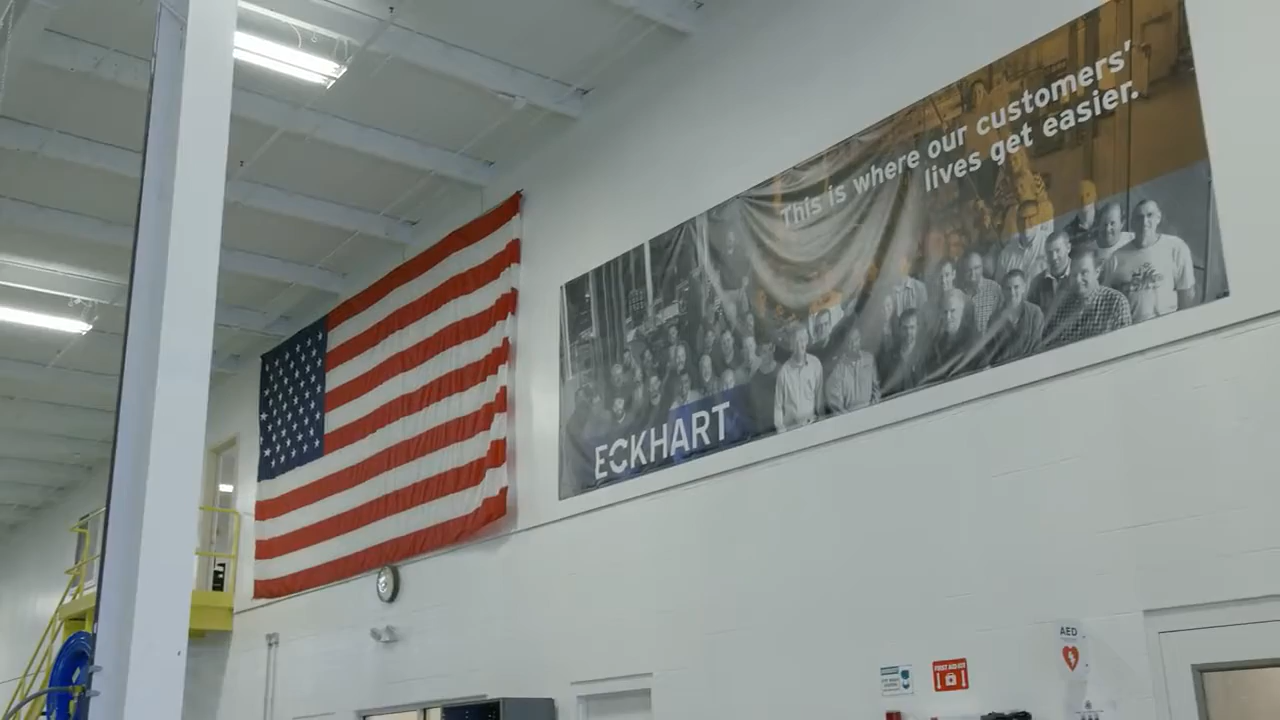 This is where our customers'
lives get easier.
ECKHART
AED
FIRST AID KIT